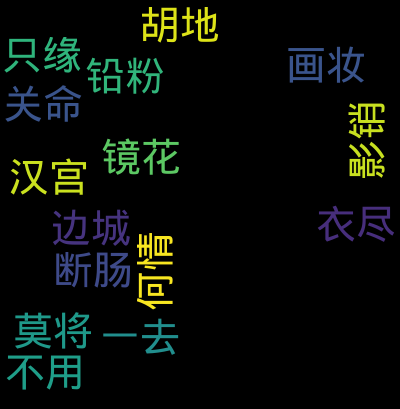 胡地
只缘
铅粉
画妆
关命
影销
镜花
汉宫
边城
衣尽
断肠
何情
莫将
一去
不用